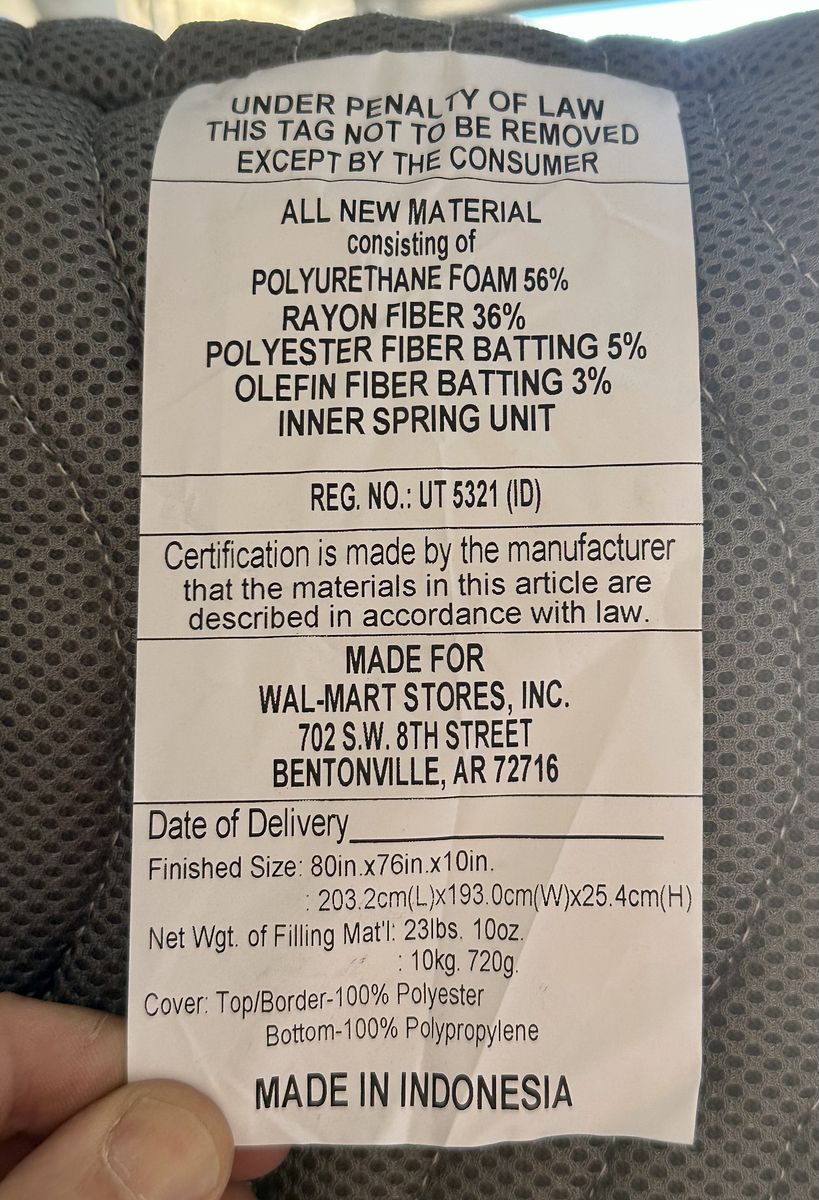 UNDER PENALTY OF LAW
THIS TAG NOT TO BE REMOVED
EXCEPT BY THE CONSUMER
ALL NEW MATERIAL
consisting of
POLYURETHANE FOAM 56%
RAYON FIBER 36%
POLYESTER FIBER BATTING 5%
OLEFIN FIBER BATTING 3%
INNER SPRING UNIT
REG. NO.: UT 5321 (ID)
Certification is made by the manufacturer
that the materials in this article are
described in accordance with law.
MADE FOR
WAL-MART STORES, INC.
702 S.W. 8TH STREET
BENTONVILLE, AR 72716
Date of Delivery
Finished Size: 80in.x76in.x10in.
: 203.2cm(L)x193.0cm(W)x25.4cm(H)
Net Wgt. of Filling Mat'l: 23lbs. 10oz.
: 10kg. 720g.
Cover: Top/Border-100% Polyester
Bottom-100% Polypropylene
MADE IN INDONESIA